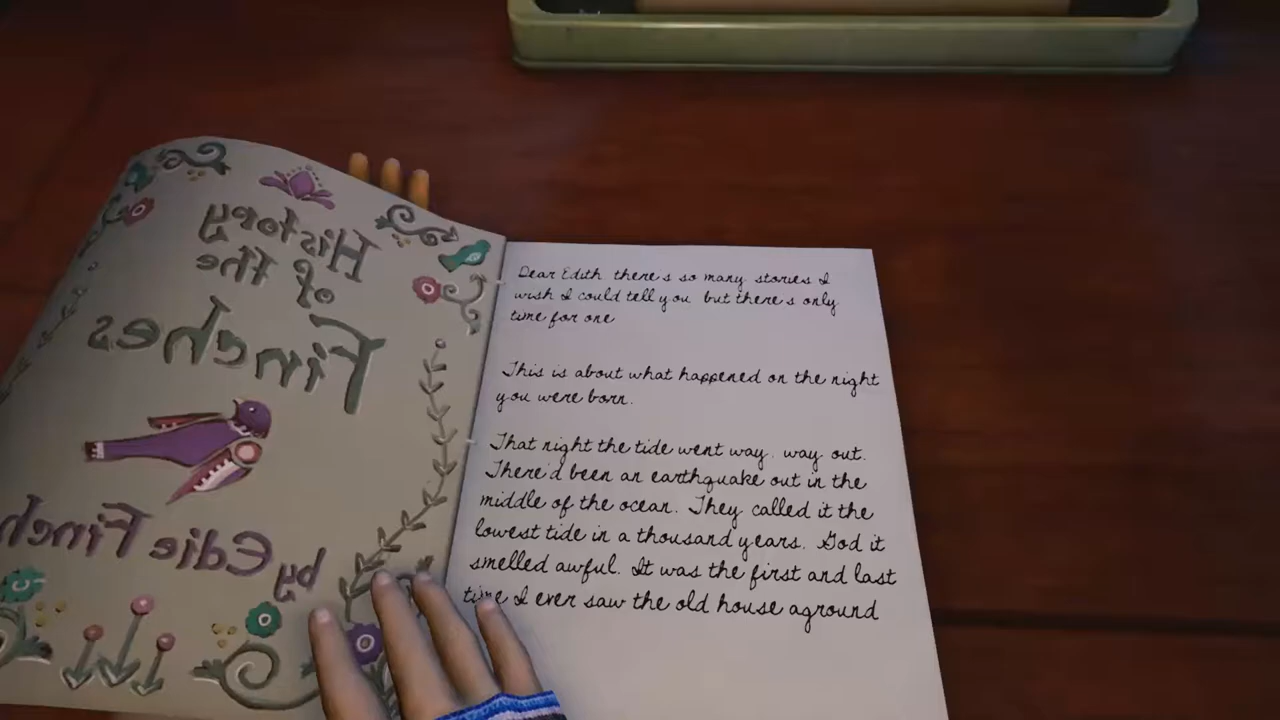 History
of the
Finches
by Edie Finch
Dear Edith there s so many stories I
wish I could tell you but there s only
time for one
This is about what happened on the night
you were born.
That night the tide went way, way out.
There'd been an earthquake out in the
middle of the ocean. They called it the
lowest tide in a thousand years. God it
smelled awful. It was the first and last
time I ever saw the old house aground